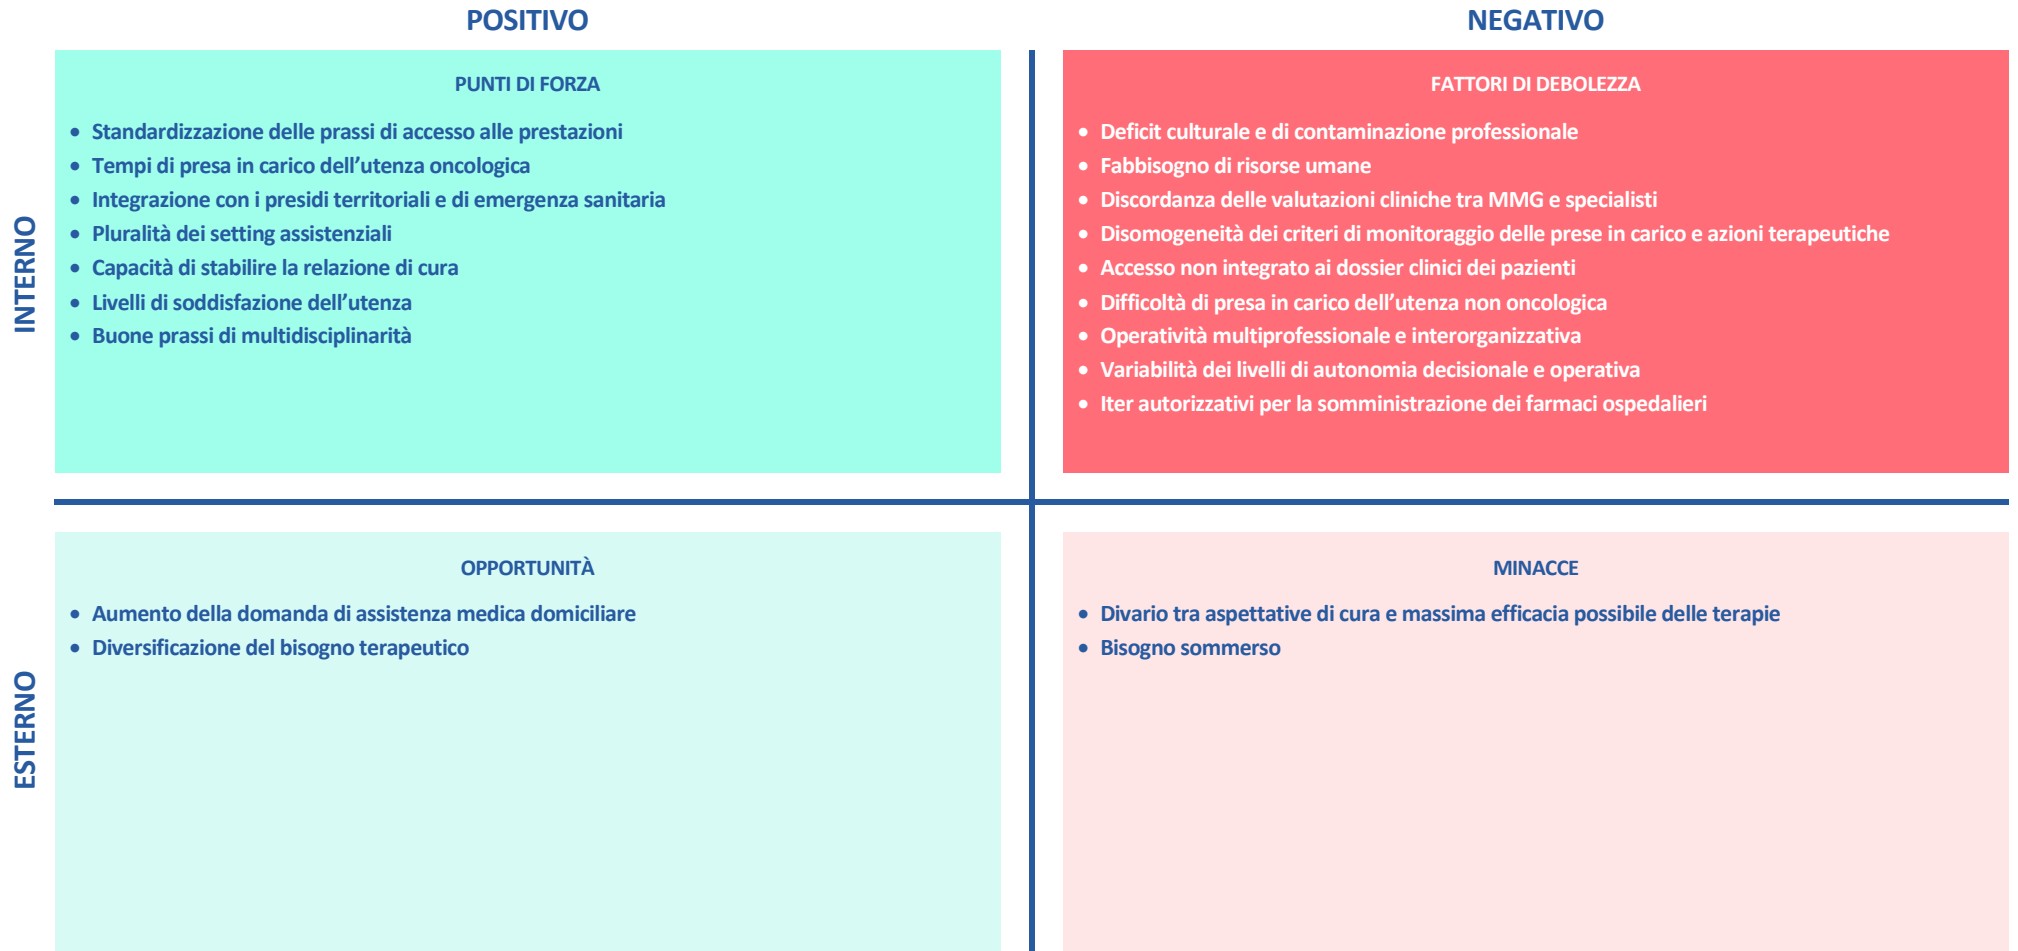 POSITIVO
NEGATIVO
INTERNO
PUNTI DI FORZA
• Standardizzazione delle prassi di accesso alle prestazioni
• Tempi di presa in carico dell’utenza oncologica
• Integrazione con i presidi territoriali e di emergenza sanitaria
• Pluralità dei setting assistenziali
• Capacità di stabilire la relazione di cura
• Livelli di soddisfazione dell’utenza
• Buone prassi di multidisciplinarità
FATTORI DI DEBOLEZZA
• Deficit culturale e di contaminazione professionale
• Fabbisogno di risorse umane
• Discordanza delle valutazioni cliniche tra MMG e specialisti
• Disomogeneità dei criteri di monitoraggio delle prese in carico e azioni terapeutiche
• Accesso non integrato ai dossier clinici dei pazienti
• Difficoltà di presa in carico dell’utenza non oncologica
• Operatività multiprofessionale e interorganizzativa
• Variabilità dei livelli di autonomia decisionale e operativa
• Iter autorizzativi per la somministrazione dei farmaci ospedalieri
ESTERNO
OPPORTUNITÀ
• Aumento della domanda di assistenza medica domiciliare
• Diversificazione del bisogno terapeutico
MINACCE
• Divario tra aspettative di cura e massima efficacia possibile delle terapie
• Bisogno sommerso